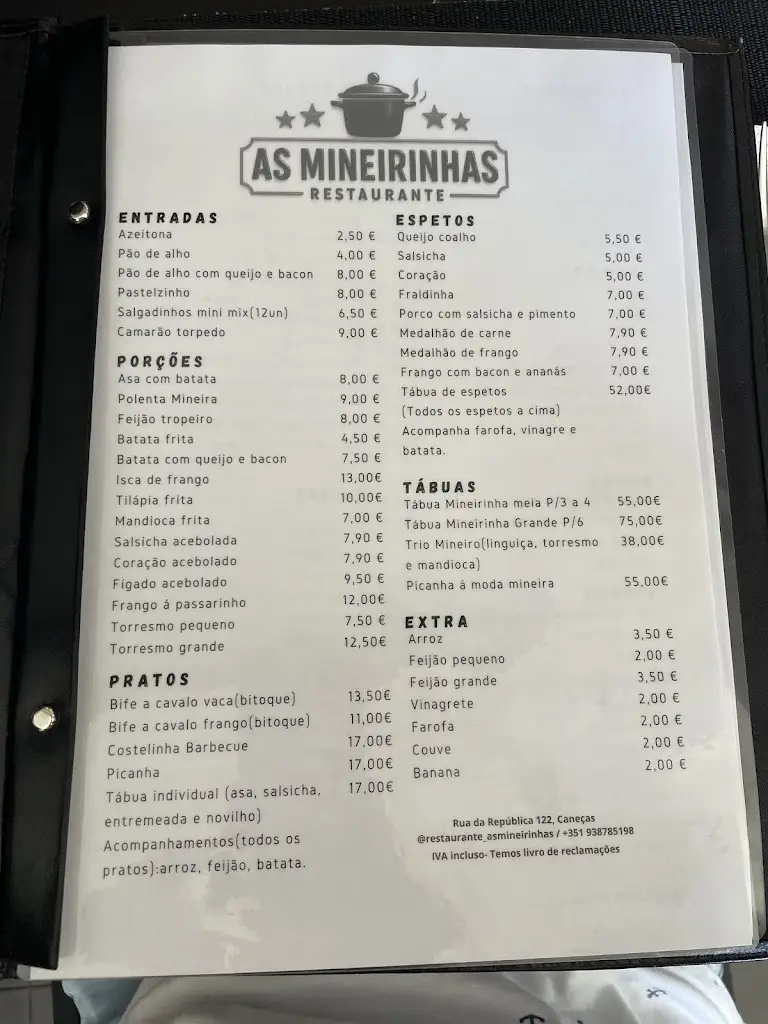 AS MINEIRINHAS
RESTAURANTE
ENTRADAS
Azeitona 2,50 €
Pão de alho 4,00 €
Pão de alho com queijo e bacon 8,00 €
Pastelzinho 8,00 €
Salgadinhos mini mix(12un) 6,50 €
Camarão torpedo 9,00 €
PORÇÕES
Asa com batata 8,00 €
Polenta Mineira 9,00 €
Feijão tropeiro 8,00 €
Batata frita 4,50 €
Batata com queijo e bacon 7,50 €
Isca de frango 13,00€
Tilápia frita 10,00€
Mandioca frita 7,00 €
Salsicha acebolada 7,90 €
Coração acebolado 7,90 €
Fígado acebolado 9,50 €
Frango á passarinho 12,00€
Torresmo pequeno 7,50 €
Torresmo grande 12,50€
PRATOS
Bife a cavalo vaca(bitoque) 13,50€
Bife a cavalo frango(bitoque) 11,00€
Costelinha Barbecue 17,00€
Picanha 17,00€
Tábua individual (asa, salsicha, 17,00€
entremeada e novilho)
Acompanhamentos(todos os
pratos):arroz, feijão, batata.
ESPETOS
Queijo coalho 5,50 €
Salsicha 5,00 €
Coração 5,00 €
Fraldinha 7,00 €
Porco com salsicha e pimento 7,00 €
Medalhão de carne 7,90 €
Medalhão de frango 7,90 €
Frango com bacon e ananás 7,00 €
Tábua de espetos 52,00€
(Todos os espetos a cima)
Acompanha farofa, vinagre e
batata.
TÁBUAS
Tábua Mineirinha meia P/3 a 4 55,00€
Tábua Mineirinha Grande P/6 75,00€
Trio Mineiro(linguiça, torresmo 38,00€
e mandioca)
Picanha á moda mineira 55,00€
EXTRA
Arroz 3,50 €
Feijão pequeno 2,00 €
Feijão grande 3,50 €
Vinagrete 2,00 €
Farofa 2,00 €
Couve 2,00 €
Banana 2,00 €
Rua da República 122, Caneças
@restaurante_asmineirinhas / +351 938785198
IVA incluso- Temos livro de reclamações